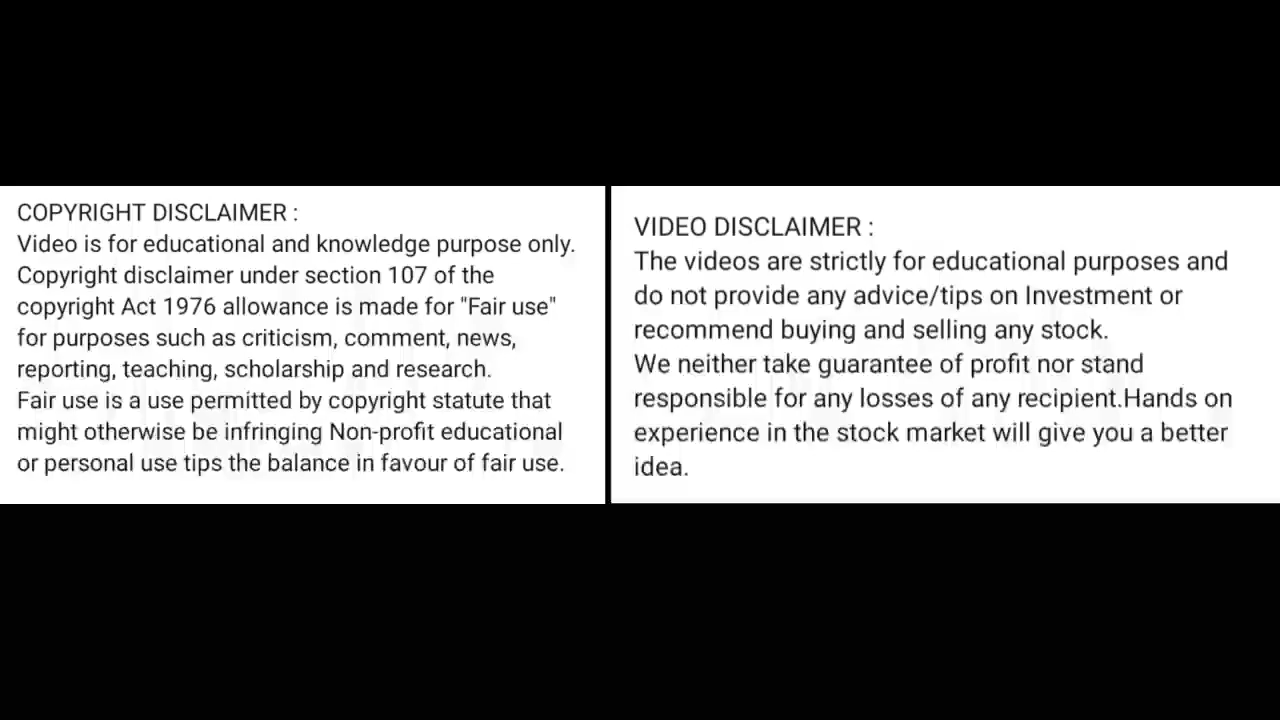 COPYRIGHT DISCLAIMER :
Video is for educational and knowledge purpose only.
Copyright disclaimer under section 107 of the
copyright Act 1976 allowance is made for "Fair use"
for purposes such as criticism, comment, news,
reporting, teaching, scholarship and research.
Fair use is a use permitted by copyright statute that
might otherwise be infringing Non-profit educational
or personal use tips the balance in favour of fair use.
VIDEO DISCLAIMER :
The videos are strictly for educational purposes and
do not provide any advice/tips on Investment or
recommend buying and selling any stock.
We neither take guarantee of profit nor stand
responsible for any losses of any recipient.Hands on
experience in the stock market will give you a better
idea.